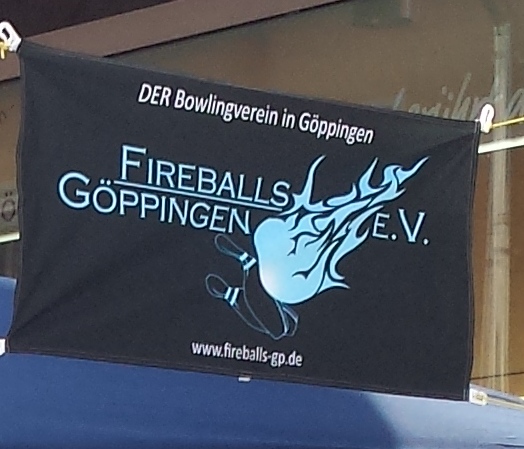 DER Bowlingverein in Göppingen
FIREBALLS
GÖPPINGEN E.V.
www.fireballs-gp.de